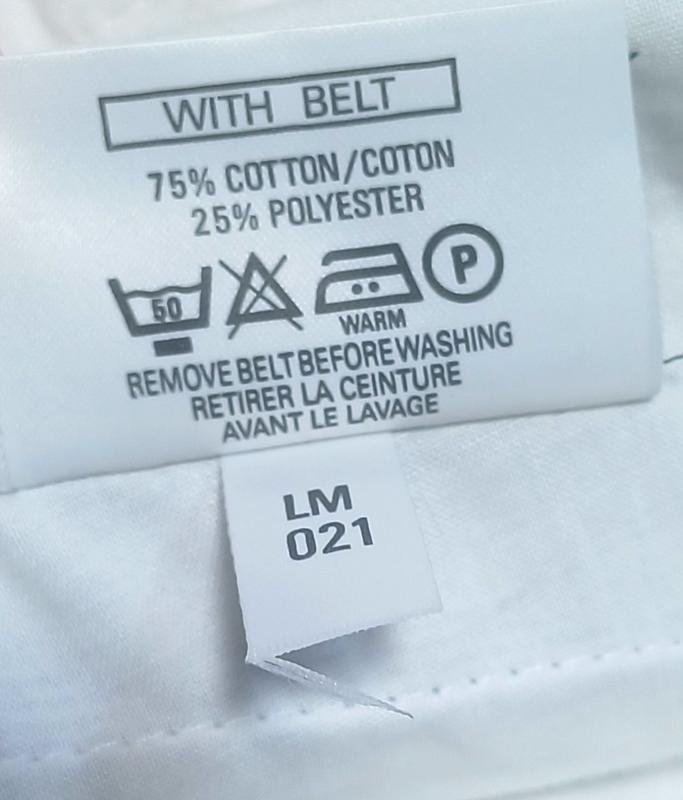 WITH BELT
75% COTTON/COTON
25% POLYESTER
50
P
WARM
REMOVE BELT BEFORE WASHING
RETIRER LA CEINTURE
AVANT LE LAVAGE
LM
021